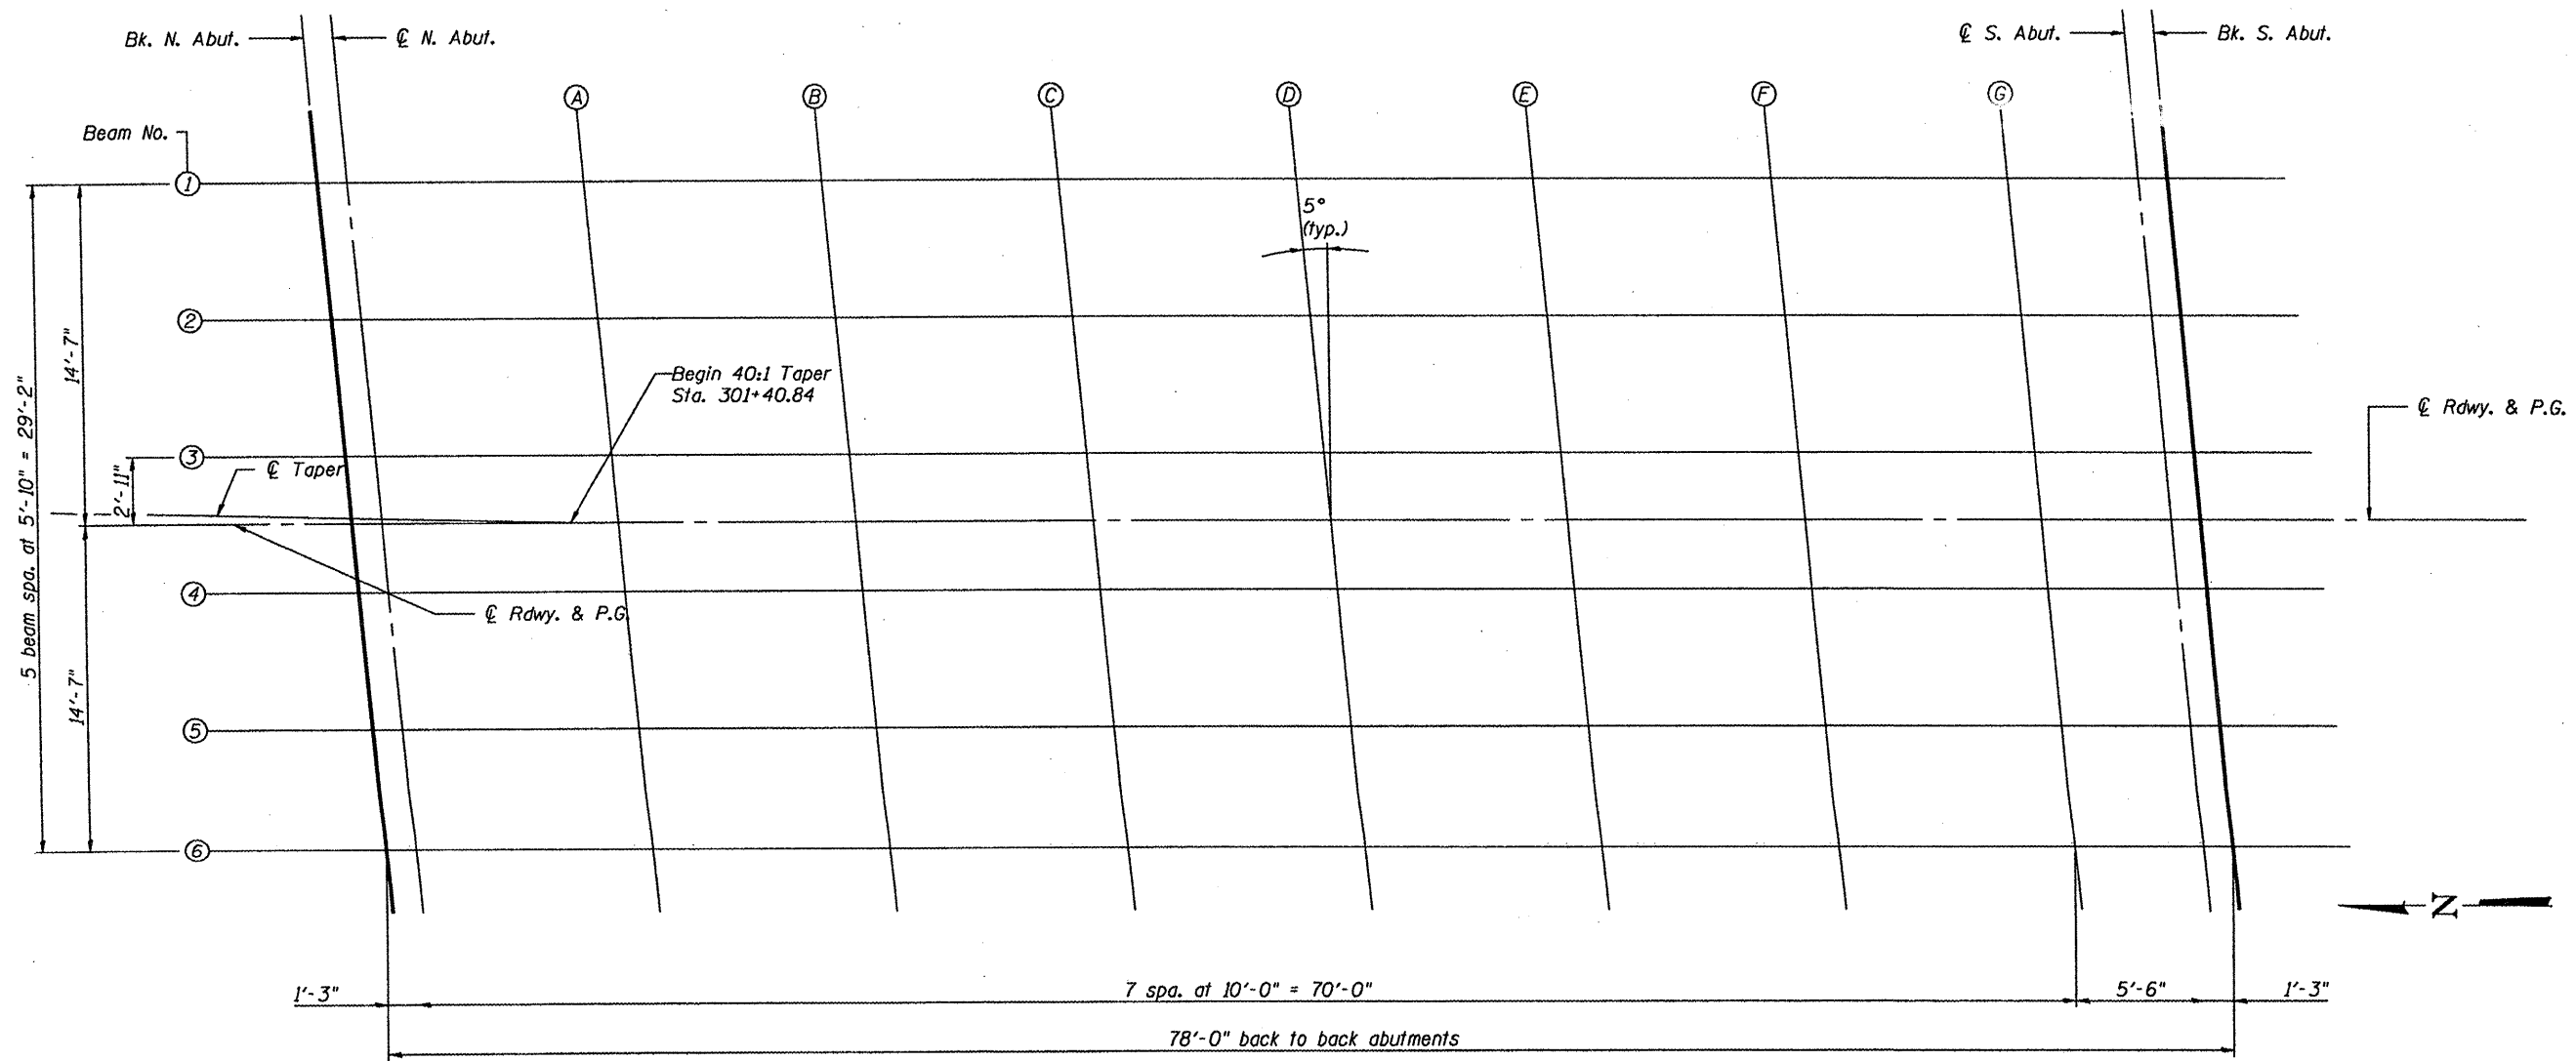 Bk. N. Abut.
℄ N. Abut.
℄ S. Abut.
Bk. S. Abut.
A
B
C
D
E
F
G
Beam No.
1
5°
(typ.)
2
14'-7"
Begin 40:1 Taper
Sta. 301+40.84
5 beam spa. at 5'-10" = 29'-2"
℄ Rdwy. & P.G.
3
℄ Taper
2'-11"
4
℄ Rdwy. & P.G.
14'-7"
5
6
N
1'-3"
7 spa. at 10'-0" = 70'-0"
5'-6"
1'-3"
78'-0" back to back abutments